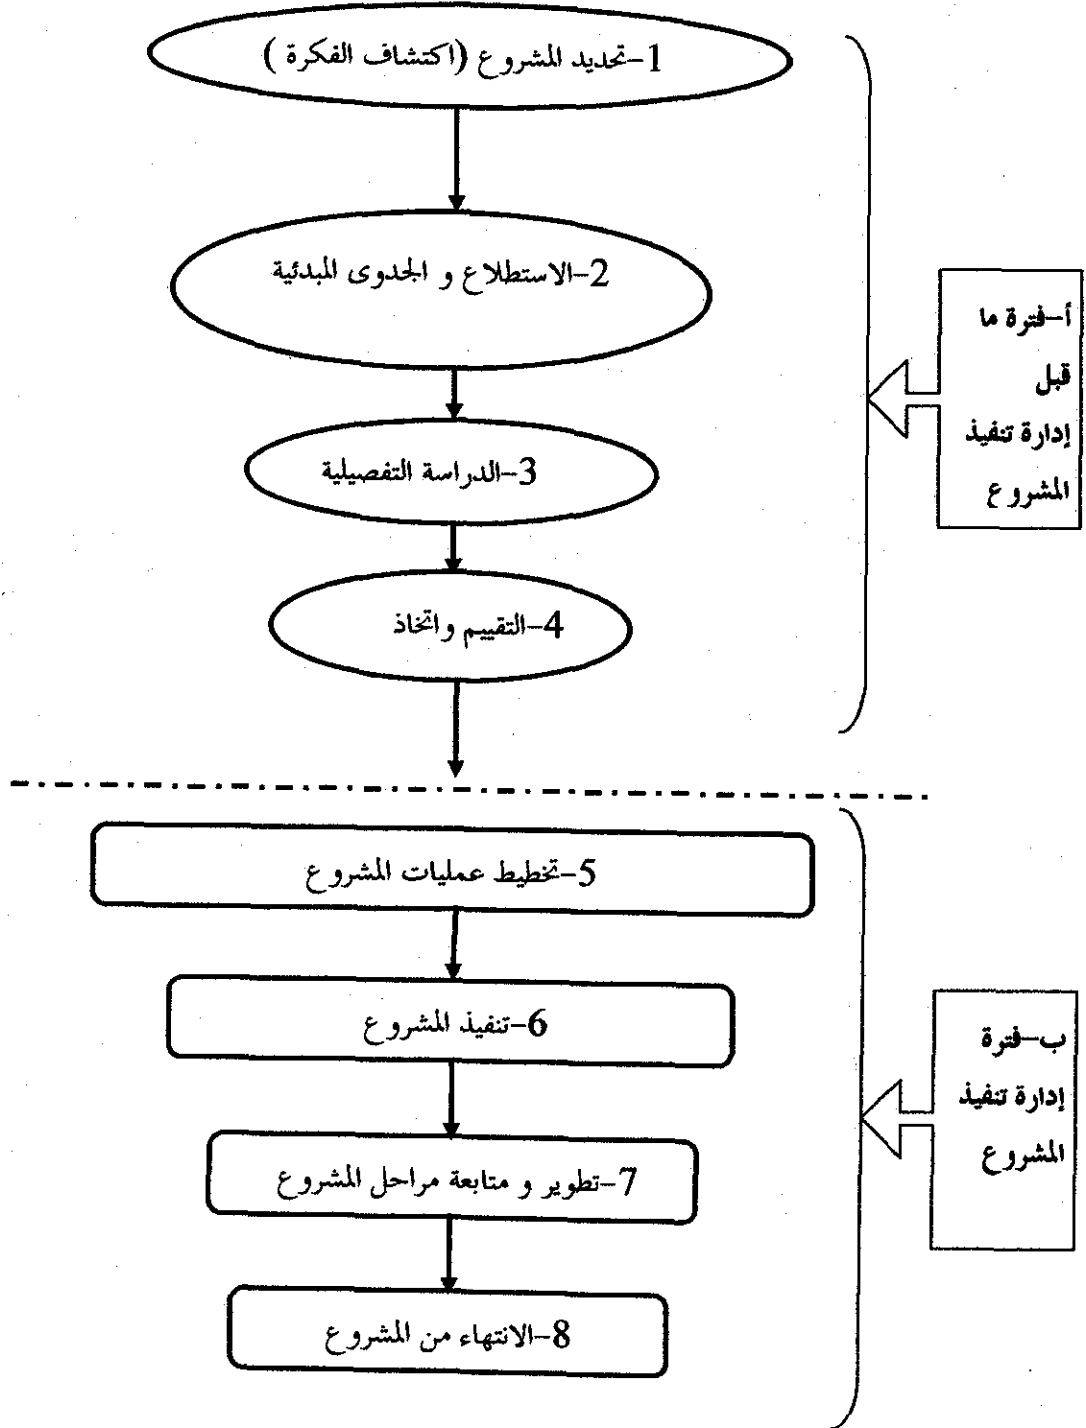 1-تحديد المشروع (اكتشاف الفكرة )
2-الاستطلاع و الجدوى المبدئية
3-الدراسة التفصيلية
4-التقييم واتخاذ
أ-فترة ما
قبل
إدارة تنفيذ
المشروع
5-تخطيط عمليات المشروع
6-تنفيذ المشروع
7-تطوير و متابعة مراحل المشروع
8-الانتهاء من المشروع
ب-فترة
إدارة تنفيذ
المشروع